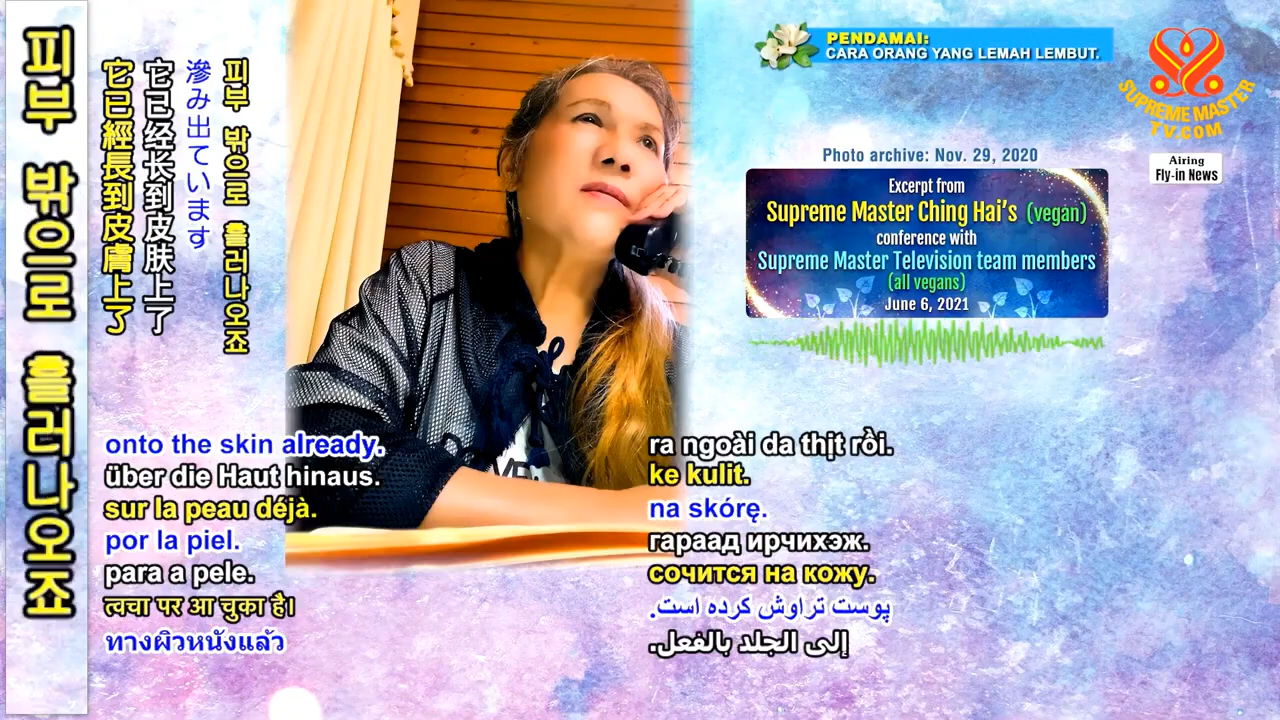 피부 밖으로 흘러나오죠
피부 밖으로 흘러나오죠
滲み出ています
它已经长到皮肤上了
它已經長到皮膚上了
onto the skin already.
über die Haut hinaus.
sur la peau déjà.
por la piel.
para a pele.
त्वचा पर आ चुका है।
ทางผิวหนังแล้ว
ra ngoài da thịt rồi.
ke kulit.
na skórę.
гараад ирчихэж.
сочится на кожу.
پوست تراوش کرده است.
إلى الجلد بالفعل.
PENDAMAI:
CARA ORANG YANG LEMAH LEMBUT.
Photo archive: Nov. 29, 2020
Excerpt from
Supreme Master Ching Hai's (vegan)
conference with
Supreme Master Television team members
(all vegans)
June 6, 2021
SUPREME MASTER
TV.COM
Airing
Fly-in News